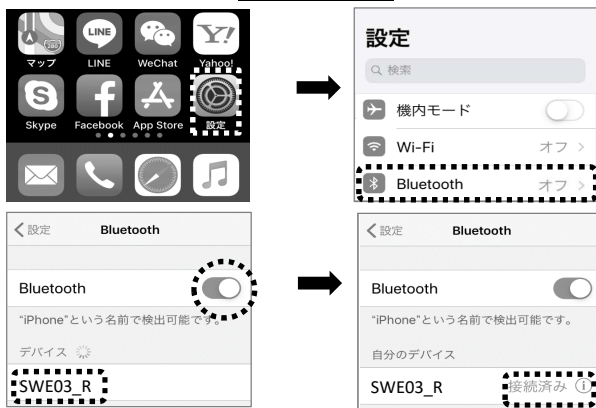 マップ LINE WeChat Yahoo!
Skype Facebook App Store 設定
設定
検索
機内モード
Wi-Fi オフ
Bluetooth オフ
設定 Bluetooth
Bluetooth
“iPhone”という名前で検出可能です。
デバイス
SWE03_R
設定 Bluetooth
Bluetooth
“iPhone”という名前で検出可能です。
自分のデバイス
SWE03_R 接続済み